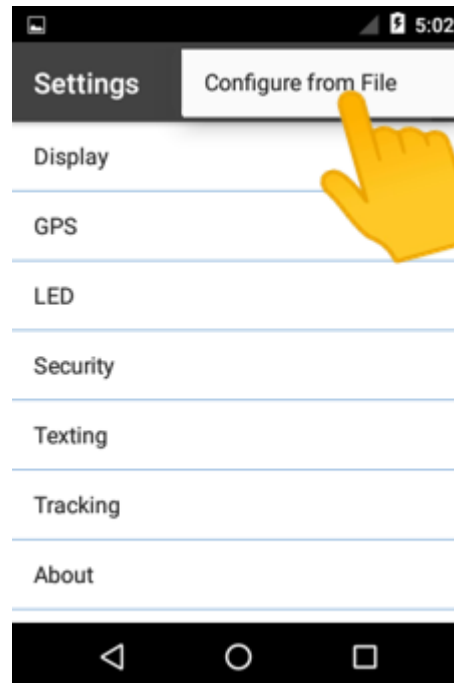 5:02
Settings
Configure from File
Display
GPS
LED
Security
Texting
Tracking
About